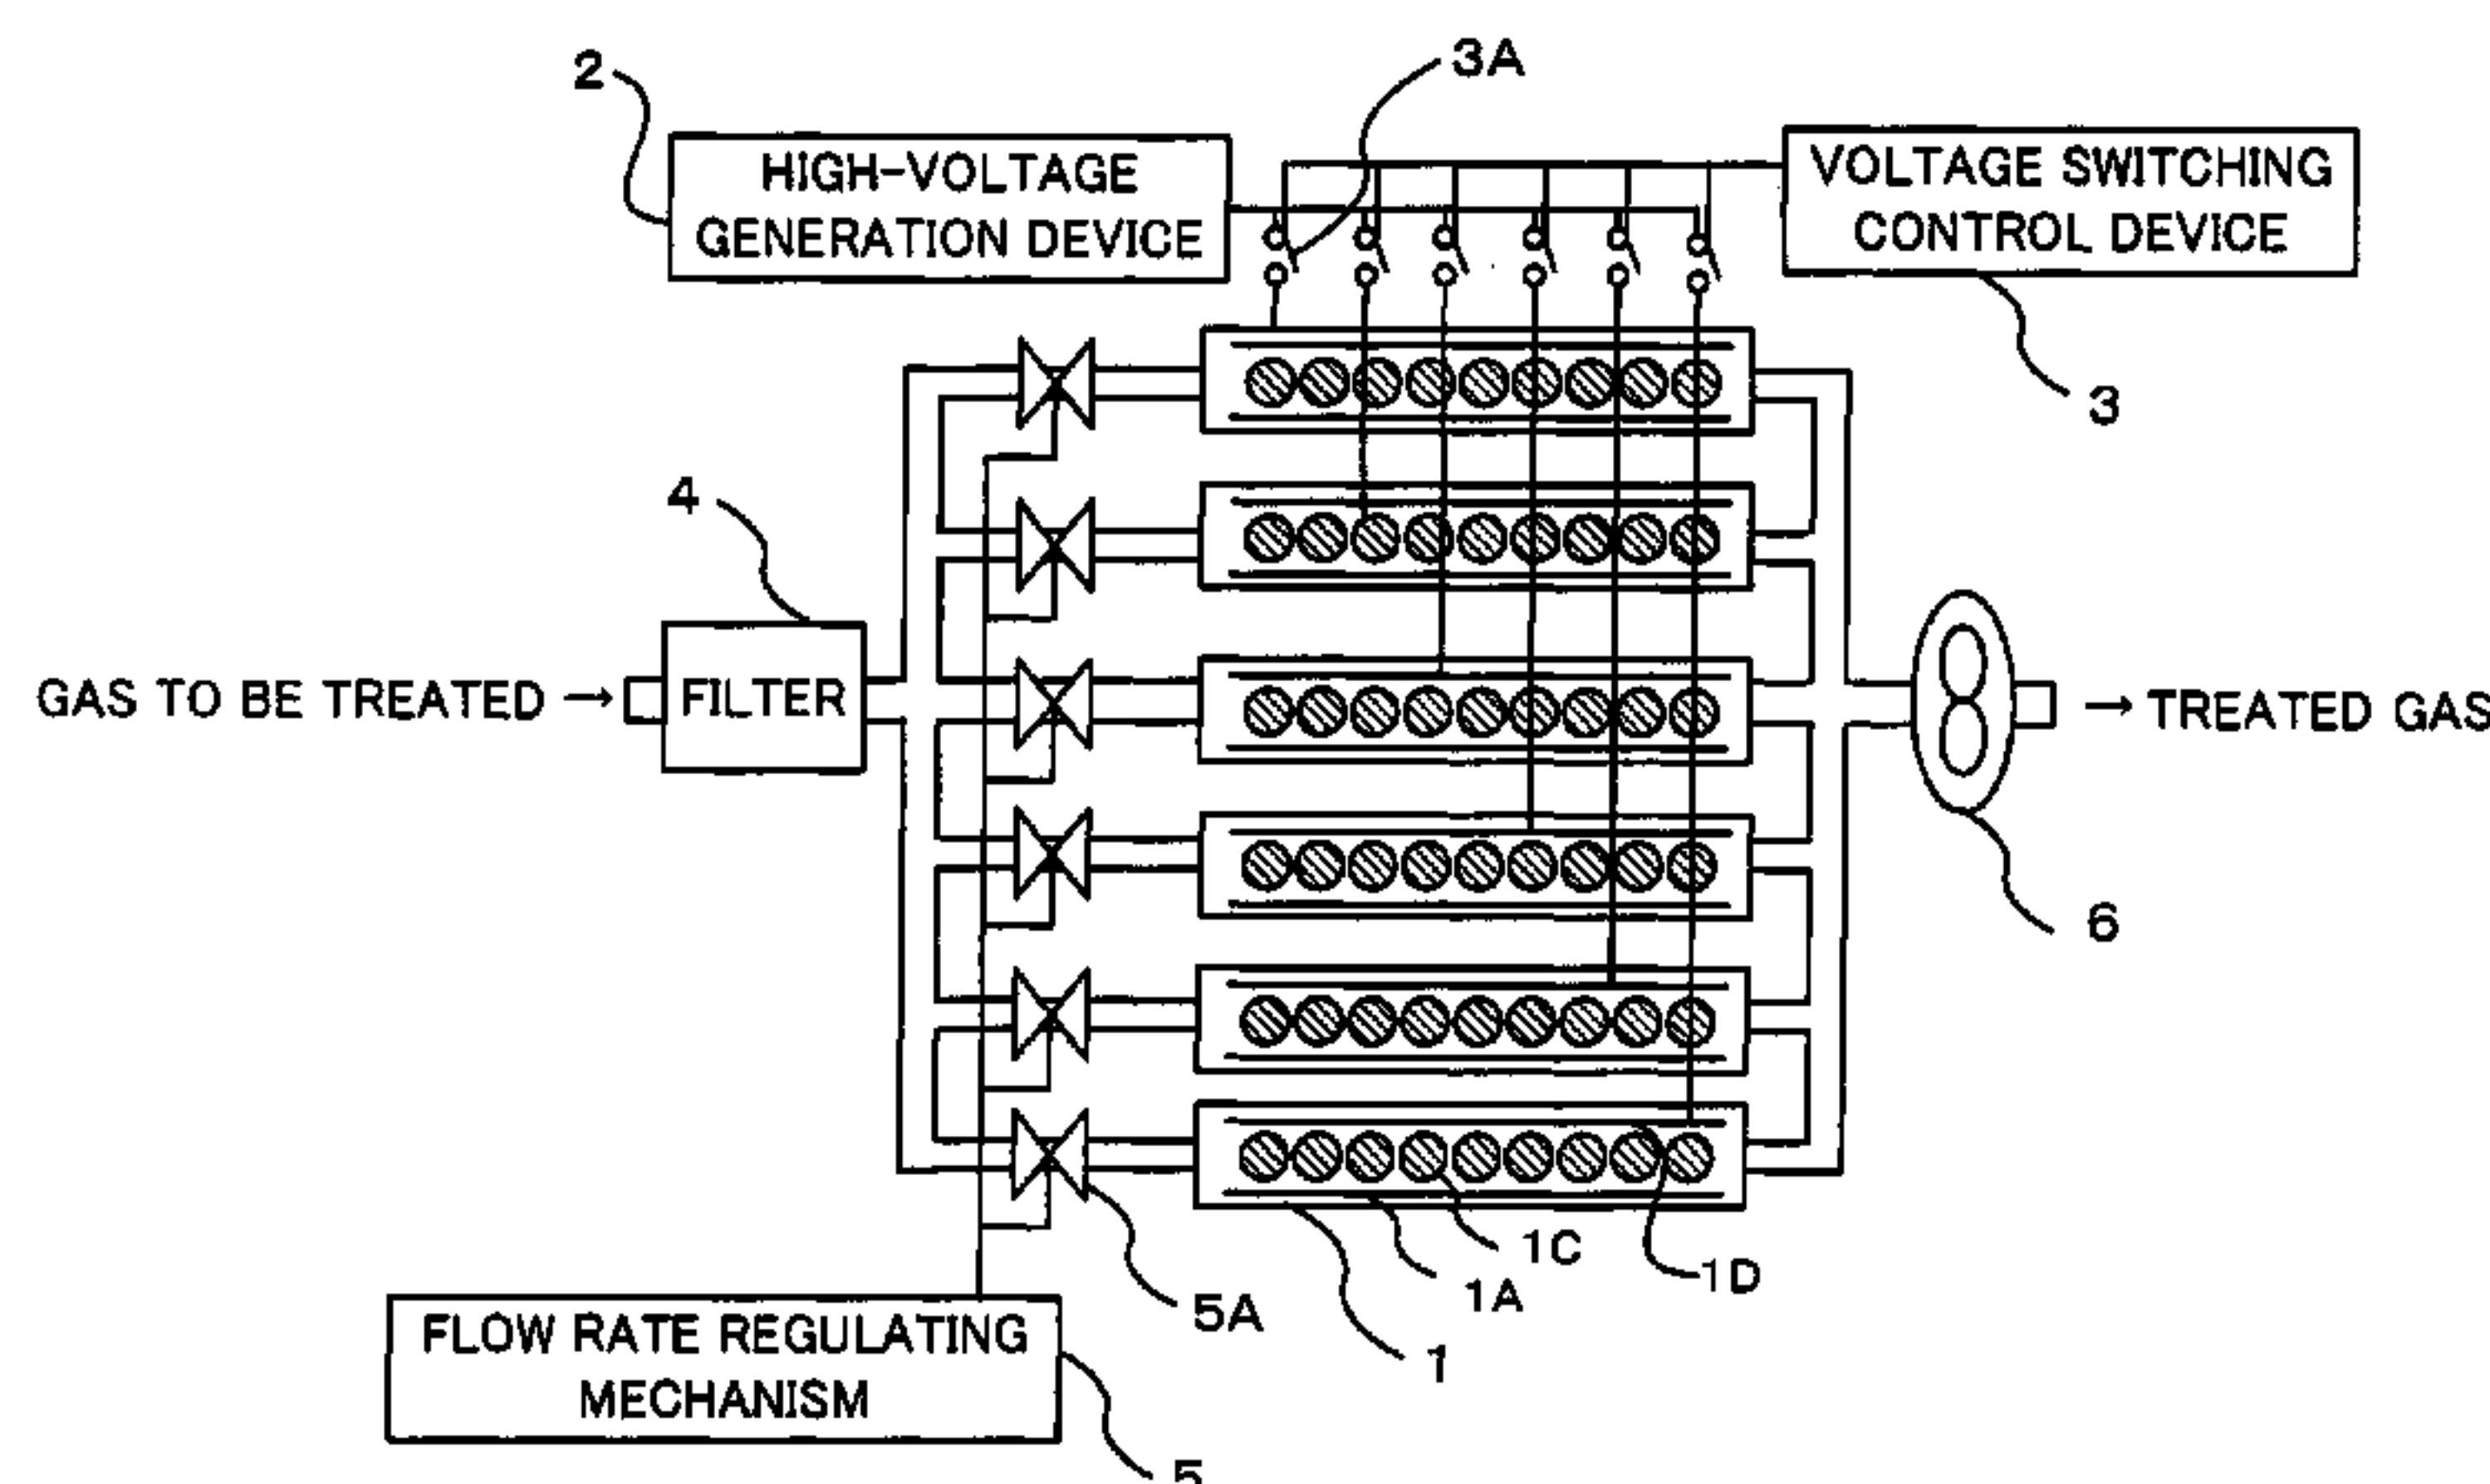 2
3A
HIGH-VOLTAGE
GENERATION DEVICE
VOLTAGE SWITCHING
CONTROL DEVICE
3
4
GAS TO BE TREATED →
FILTER
→ TREATED GAS
6
1C
1D
1A
5A
1
FLOW RATE REGULATING
MECHANISM
5